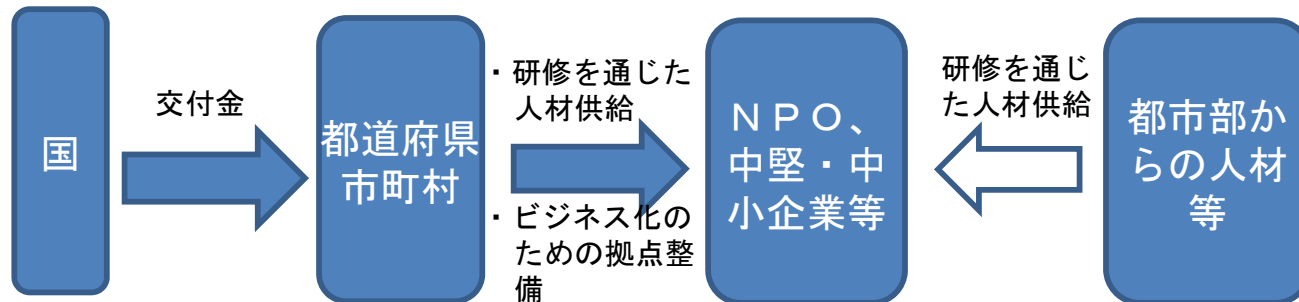 国
交付金
都道府県
市町村
・研修を通じた
人材供給
・ビジネス化の
ための拠点整
備
ＮＰＯ、
中堅・中
小企業等
研修を通じ
た人材供給
都市部か
らの人材
等